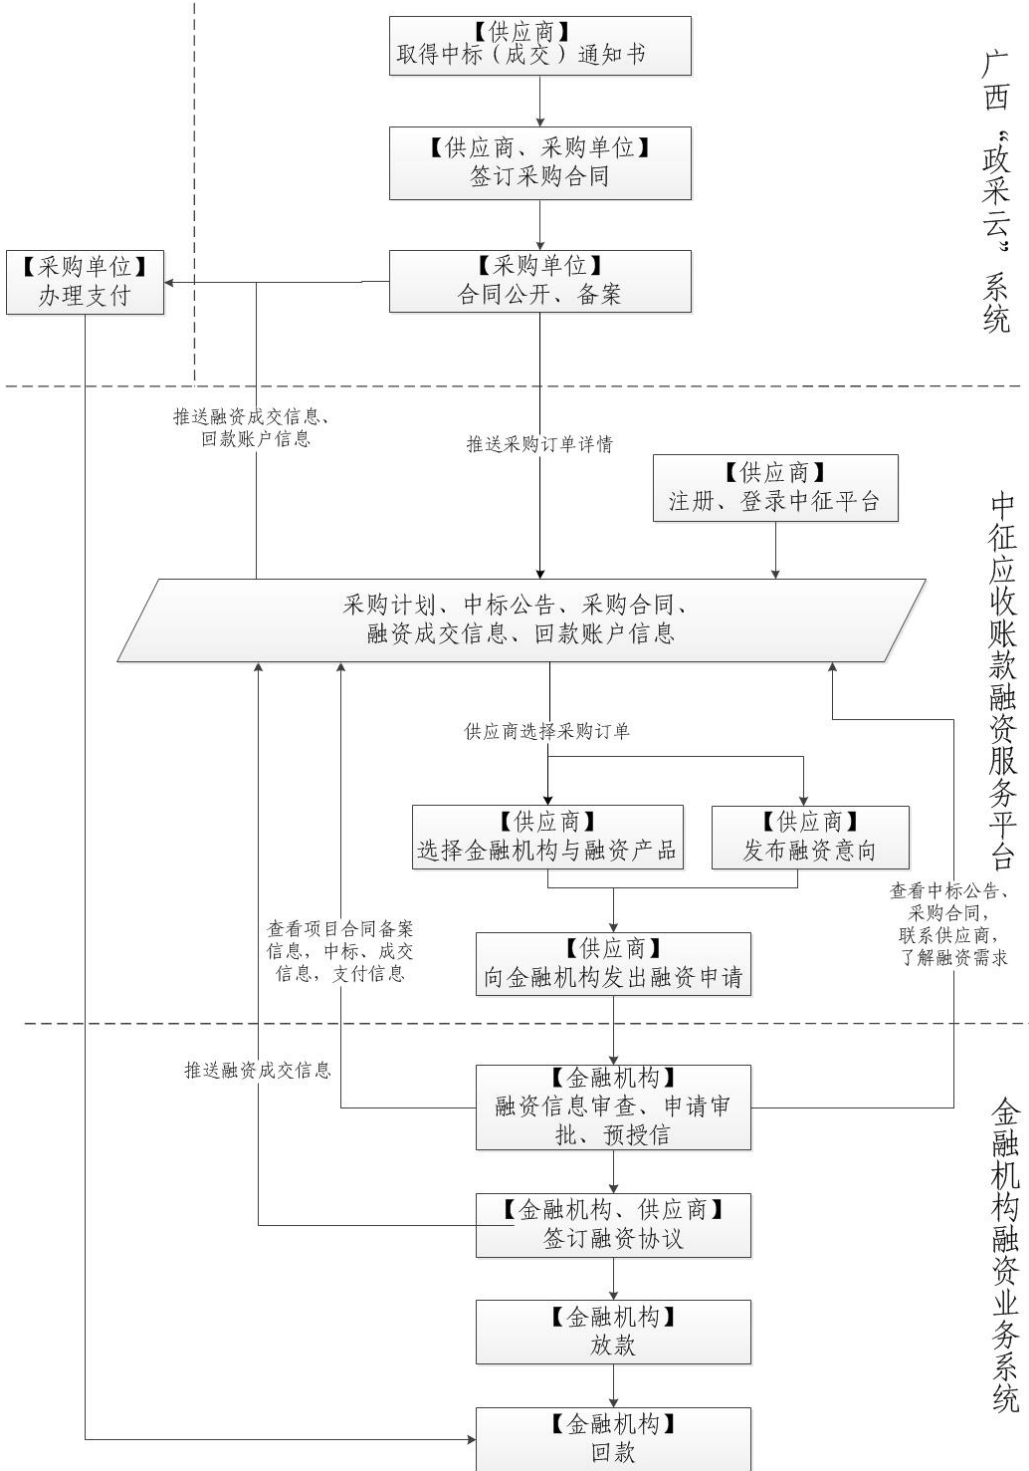 【供应商】
取得中标（成交）通知书
【供应商、采购单位】
签订采购合同
【采购单位】
办理支付
【采购单位】
合同公开、备案
广西“政采云”系统
推送融资成交信息、
回款账户信息
推送采购订单详情
【供应商】
注册、登录中征平台
采购计划、中标公告、采购合同、
融资成交信息、回款账户信息
中征应收账款融资服务平台
供应商选择采购订单
【供应商】
选择金融机构与融资产品
【供应商】
发布融资意向
查看项目合同备案
信息，中标、成交
信息，支付信息
查看中标公告、
采购合同，
联系供应商，
了解融资需求
【供应商】
向金融机构发出融资申请
推送融资成交信息
【金融机构】
融资信息审查、申请审
批、预授信
【金融机构、供应商】
签订融资协议
【金融机构】
放款
【金融机构】
回款
金融机构融资业务系统